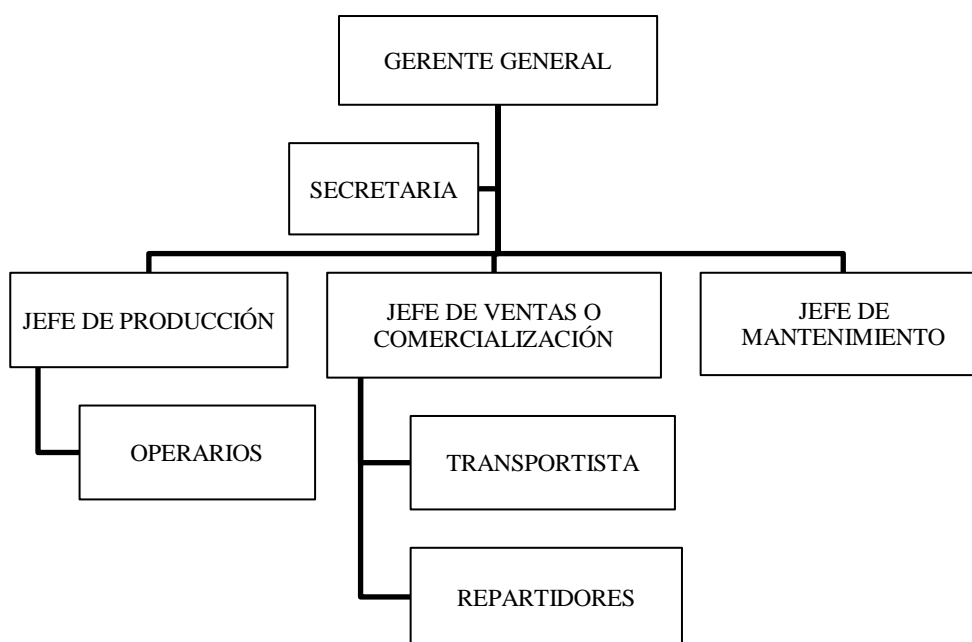 GERENTE GENERAL
SECRETARIA
JEFE DE PRODUCCIÓN
JEFE DE VENTAS O
COMERCIALIZACIÓN
JEFE DE
MANTENIMIENTO
OPERARIOS
TRANSPORTISTA
REPARTIDORES